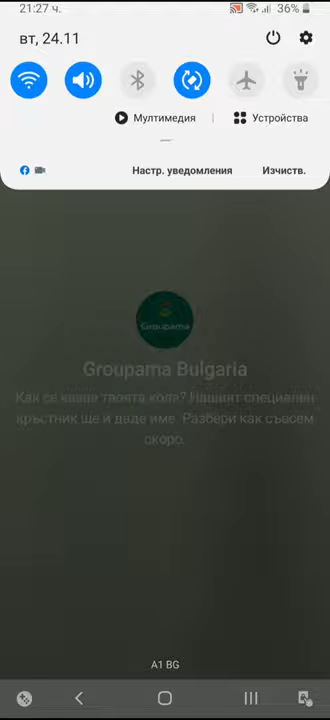 21:27 ч.
36%
вт, 24.11
Мултимедия
Устройства
Настр. уведомления
Изчиств.
Groupama
Groupama Bulgaria
Как се казва твоята кола? Нашият специален
кръстник ще ѝ даде име. Разбери как съвсем
скоро.
A1 BG